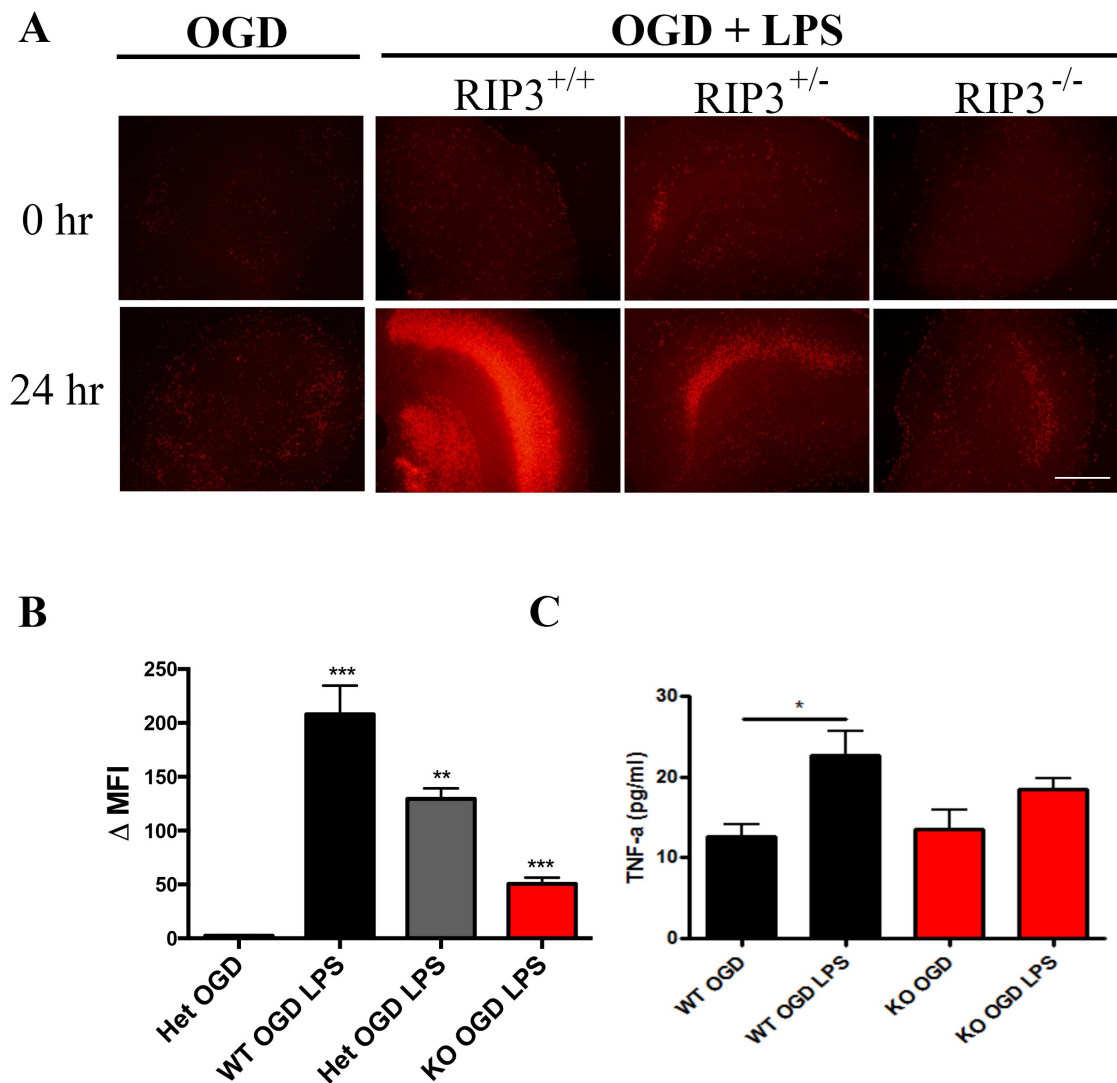 A
OGD
OGD + LPS
RIP3+/+
RIP3+/-
RIP3-/-
0 hr
24 hr
B
C
250
200
150
100
50
0
Δ MFI
***
**
***
Het OGD
WT OGD LPS
Het OGD LPS
KO OGD LPS
30
20
10
0
TNF-a (pg/ml)
*
WT OGD
WT OGD LPS
KO OGD
KO OGD LPS